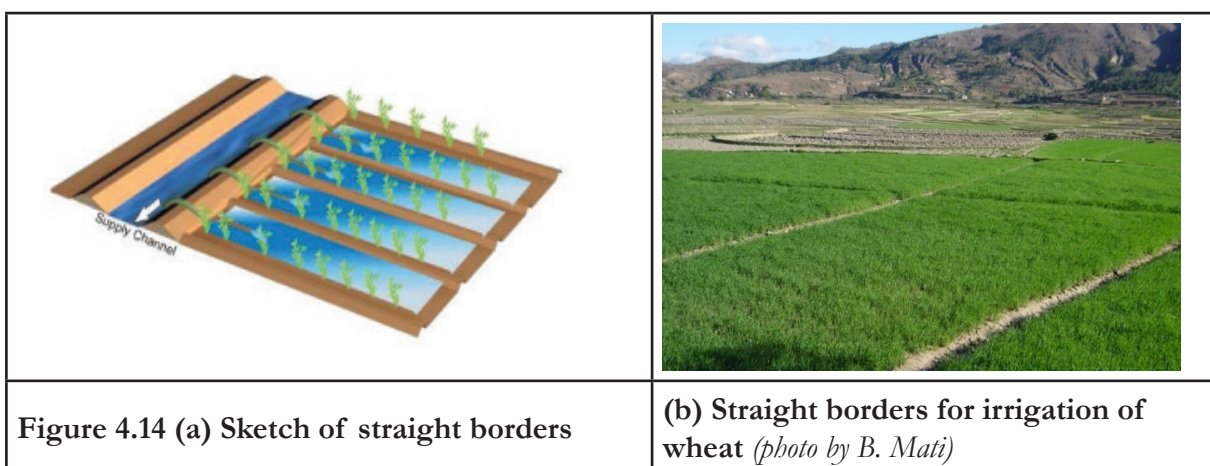 Supply Channel
Figure 4.14 (a) Sketch of straight borders
(b) Straight borders for irrigation of
wheat (photo by B. Mati)